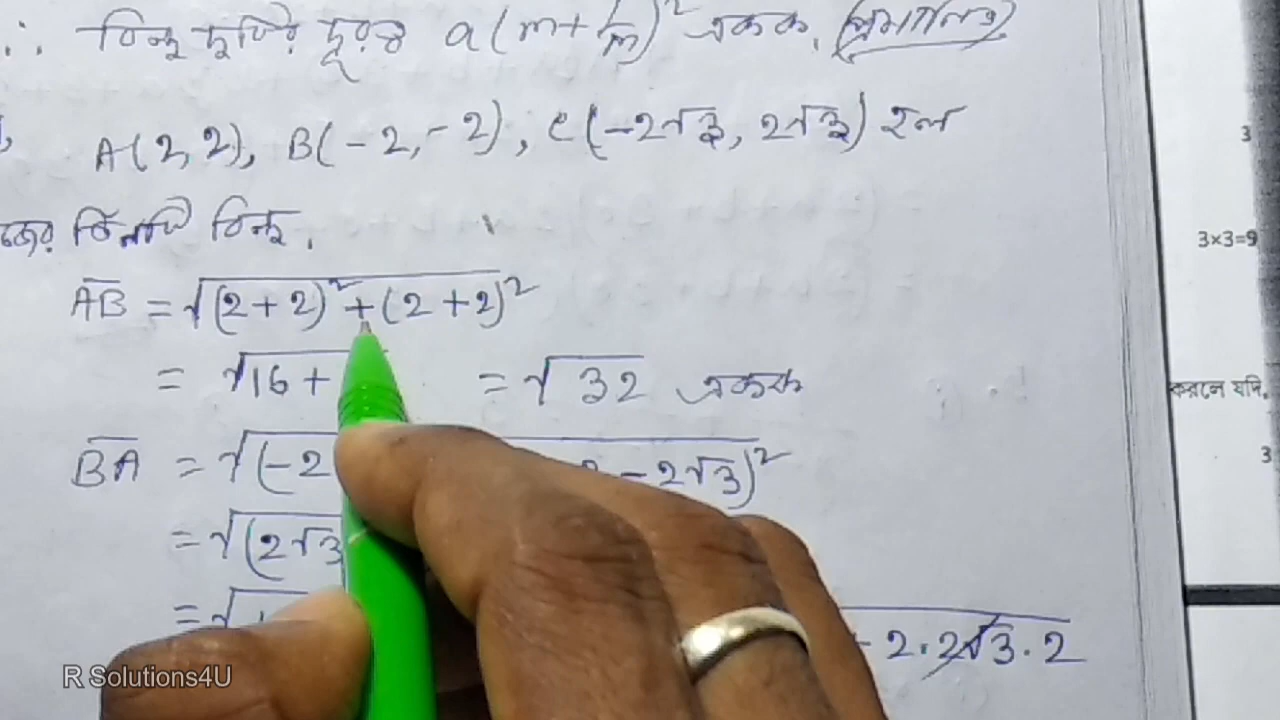 ∴ বিন্দু দুটির দূরত্ব a(m+1/m)² একক. (প্রমাণিত)
A(2,2), B(-2,-2), C(-2√3, 2√3) হল
বিন্দু.
AB = √(2+2)²+(2+2)²
= √16+ = √32 একক
BA = √(-2 -2√3)²
= √(2√3
= √ 2.2√3.2
3
3×3=9
করলে যদি,
3
R Solutions4U